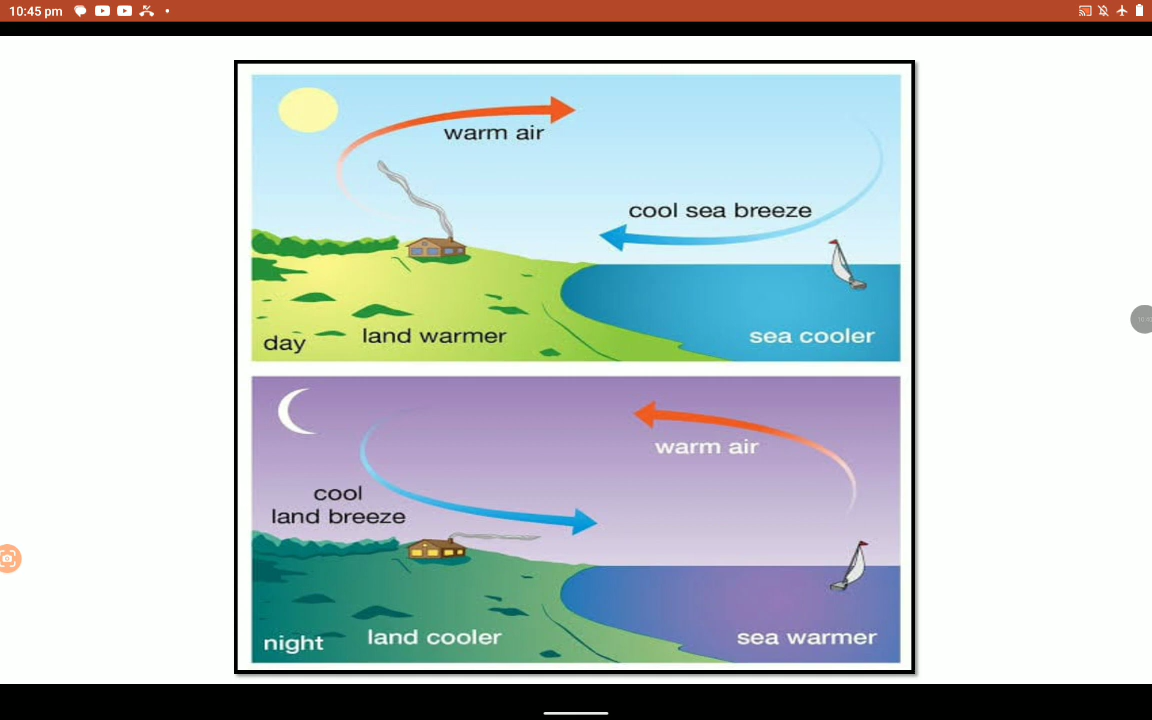 10:45 pm
warm air
cool sea breeze
land warmer
sea cooler
day
warm air
cool
land breeze
land cooler
sea warmer
night